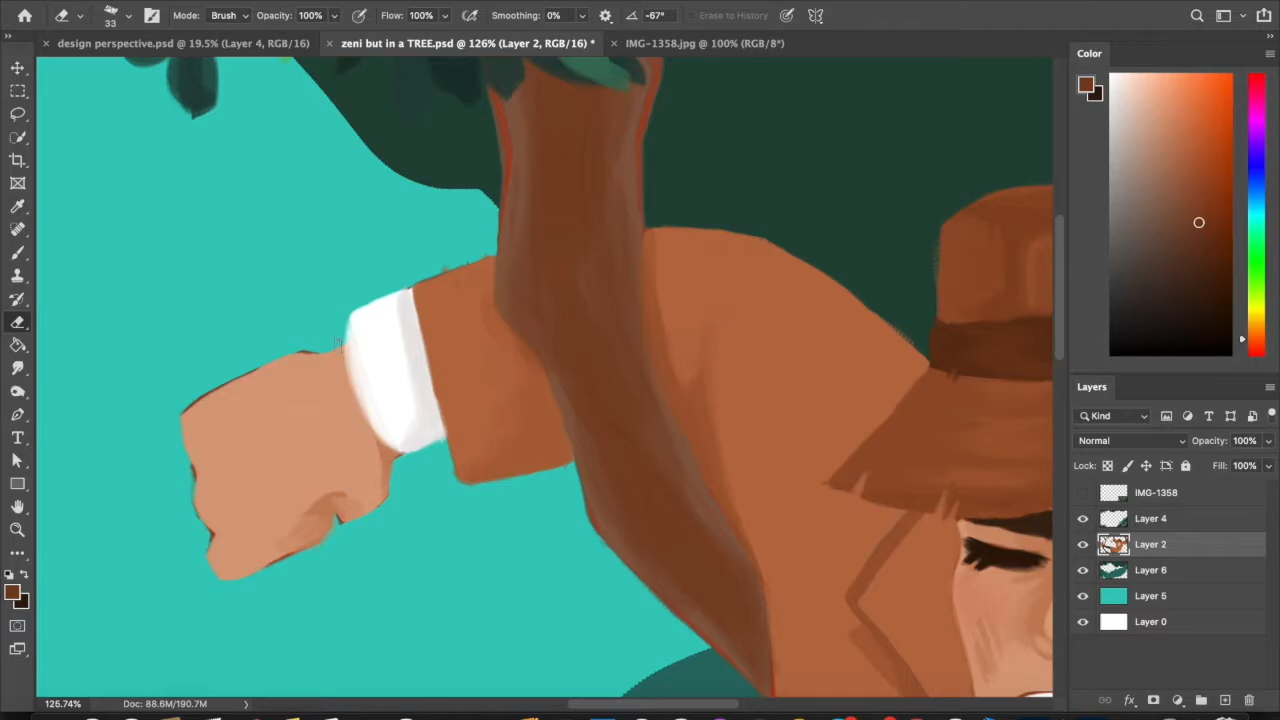 33 Mode: Brush Opacity: 100% Flow: 100% Smoothing: 0% -67° Erase to History
design perspective.psd @ 19.5% (Layer 4, RGB/16) zeni but in a TREE.psd @ 126% (Layer 2, RGB/16) * IMG-1358.jpg @ 100% (RGB/8*)
Color
Layers
Kind
Normal Opacity: 100%
Lock: Fill: 100%
IMG-1358
Layer 4
Layer 2
Layer 6
Layer 5
Layer 0
fx
125.74% Doc: 88.6M/190.7M